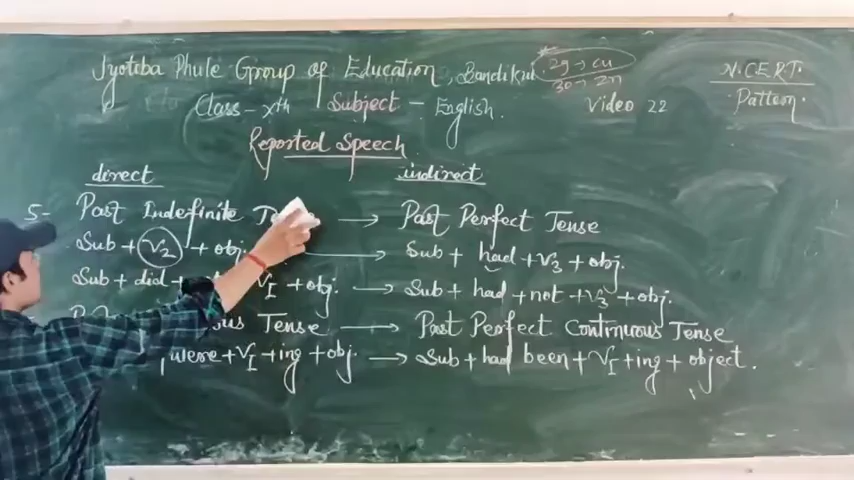 Jyotiba Phule Group of Education, Bandikui
29 → Cu
30 → Zn
N.C.E.R.T.
Pattern
Class - Xth Subject - English.
Video 22
Reported Speech
direct indirect
5- Past Indefinite → Past Perfect Tense
Sub + V2 + obj. → Sub + had + V3 + obj.
Sub + did + V1 + obj. → Sub + had + not + V3 + obj.
Tense → Past Perfect Continuous Tense
were + V1 + ing + obj. → Sub + had been + V1 + ing + object.